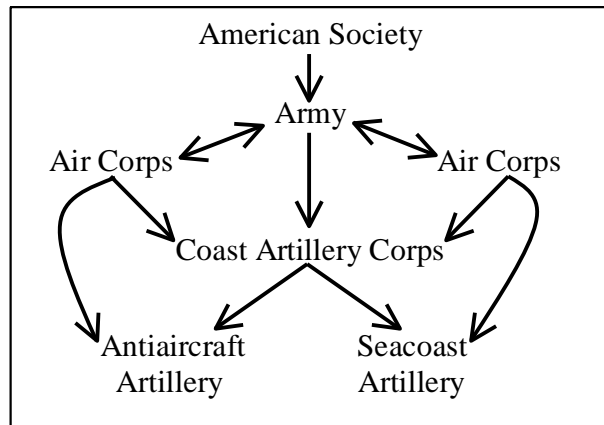 American Society
Army
Air Corps
Air Corps
Coast Artillery Corps
Antiaircraft
Artillery
Seacoast
Artillery